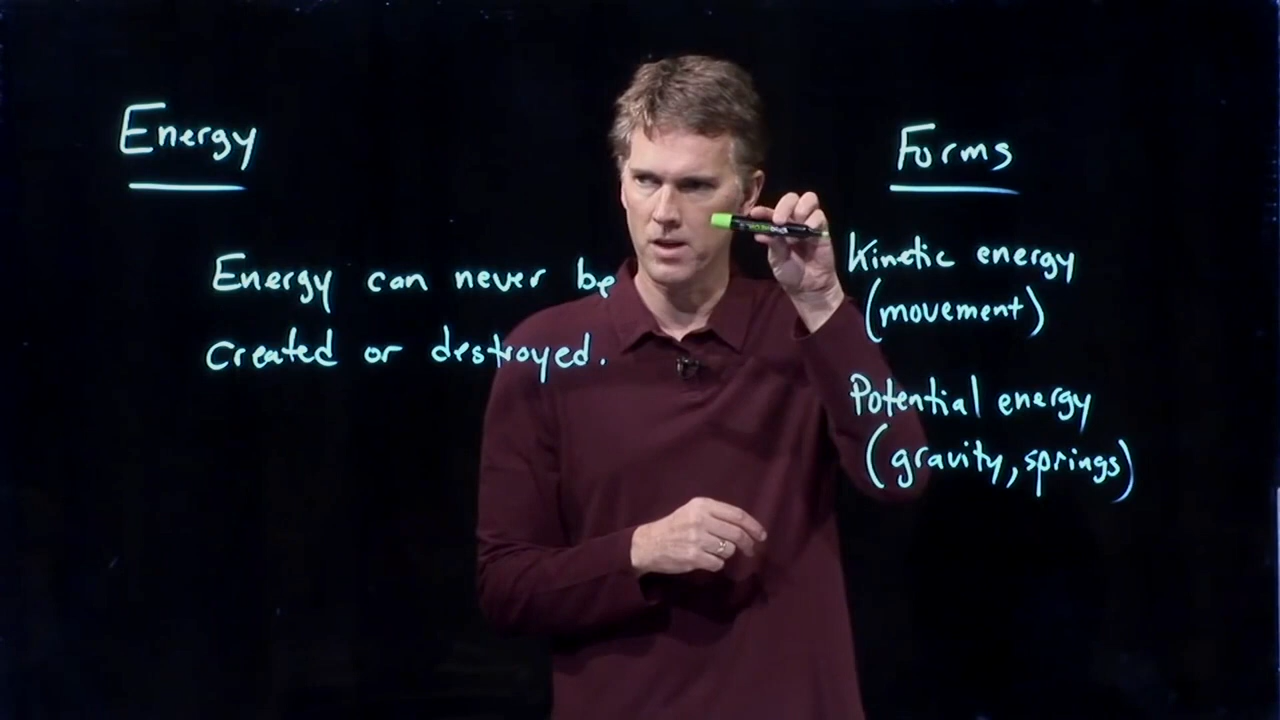 Energy
Energy can never be
created or destroyed.
Forms
Kinetic energy
(movement)
Potential energy
(gravity, springs)